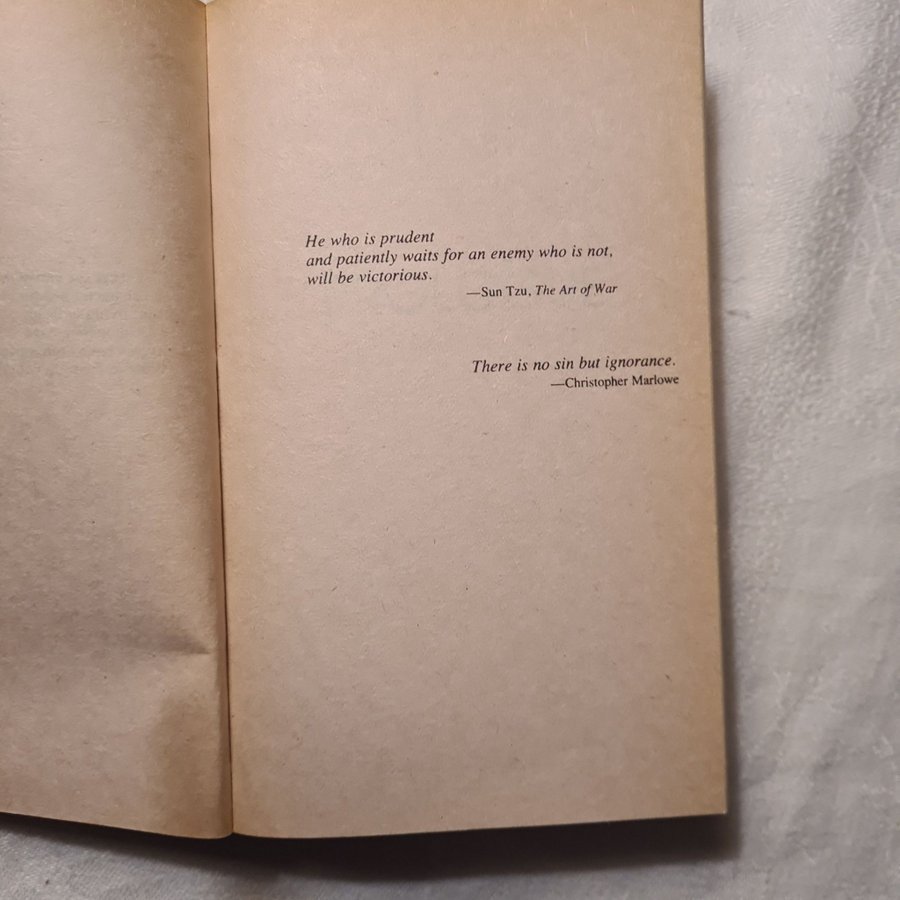 He who is prudent
and patiently waits for an enemy who is not,
will be victorious.
—Sun Tzu, The Art of War
There is no sin but ignorance.
—Christopher Marlowe